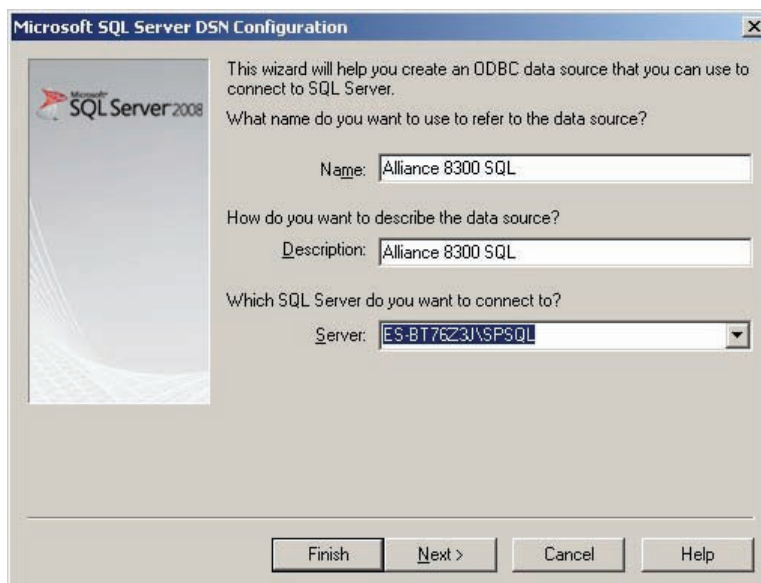 Microsoft SQL Server DSN Configuration
Microsoft
SQL Server 2008
This wizard will help you create an ODBC data source that you can use to
connect to SQL Server.
What name do you want to use to refer to the data source?
Name: Alliance 8300 SQL
How do you want to describe the data source?
Description: Alliance 8300 SQL
Which SQL Server do you want to connect to?
Server: ES-BT76Z3J\SPSQL
Finish Next > Cancel Help